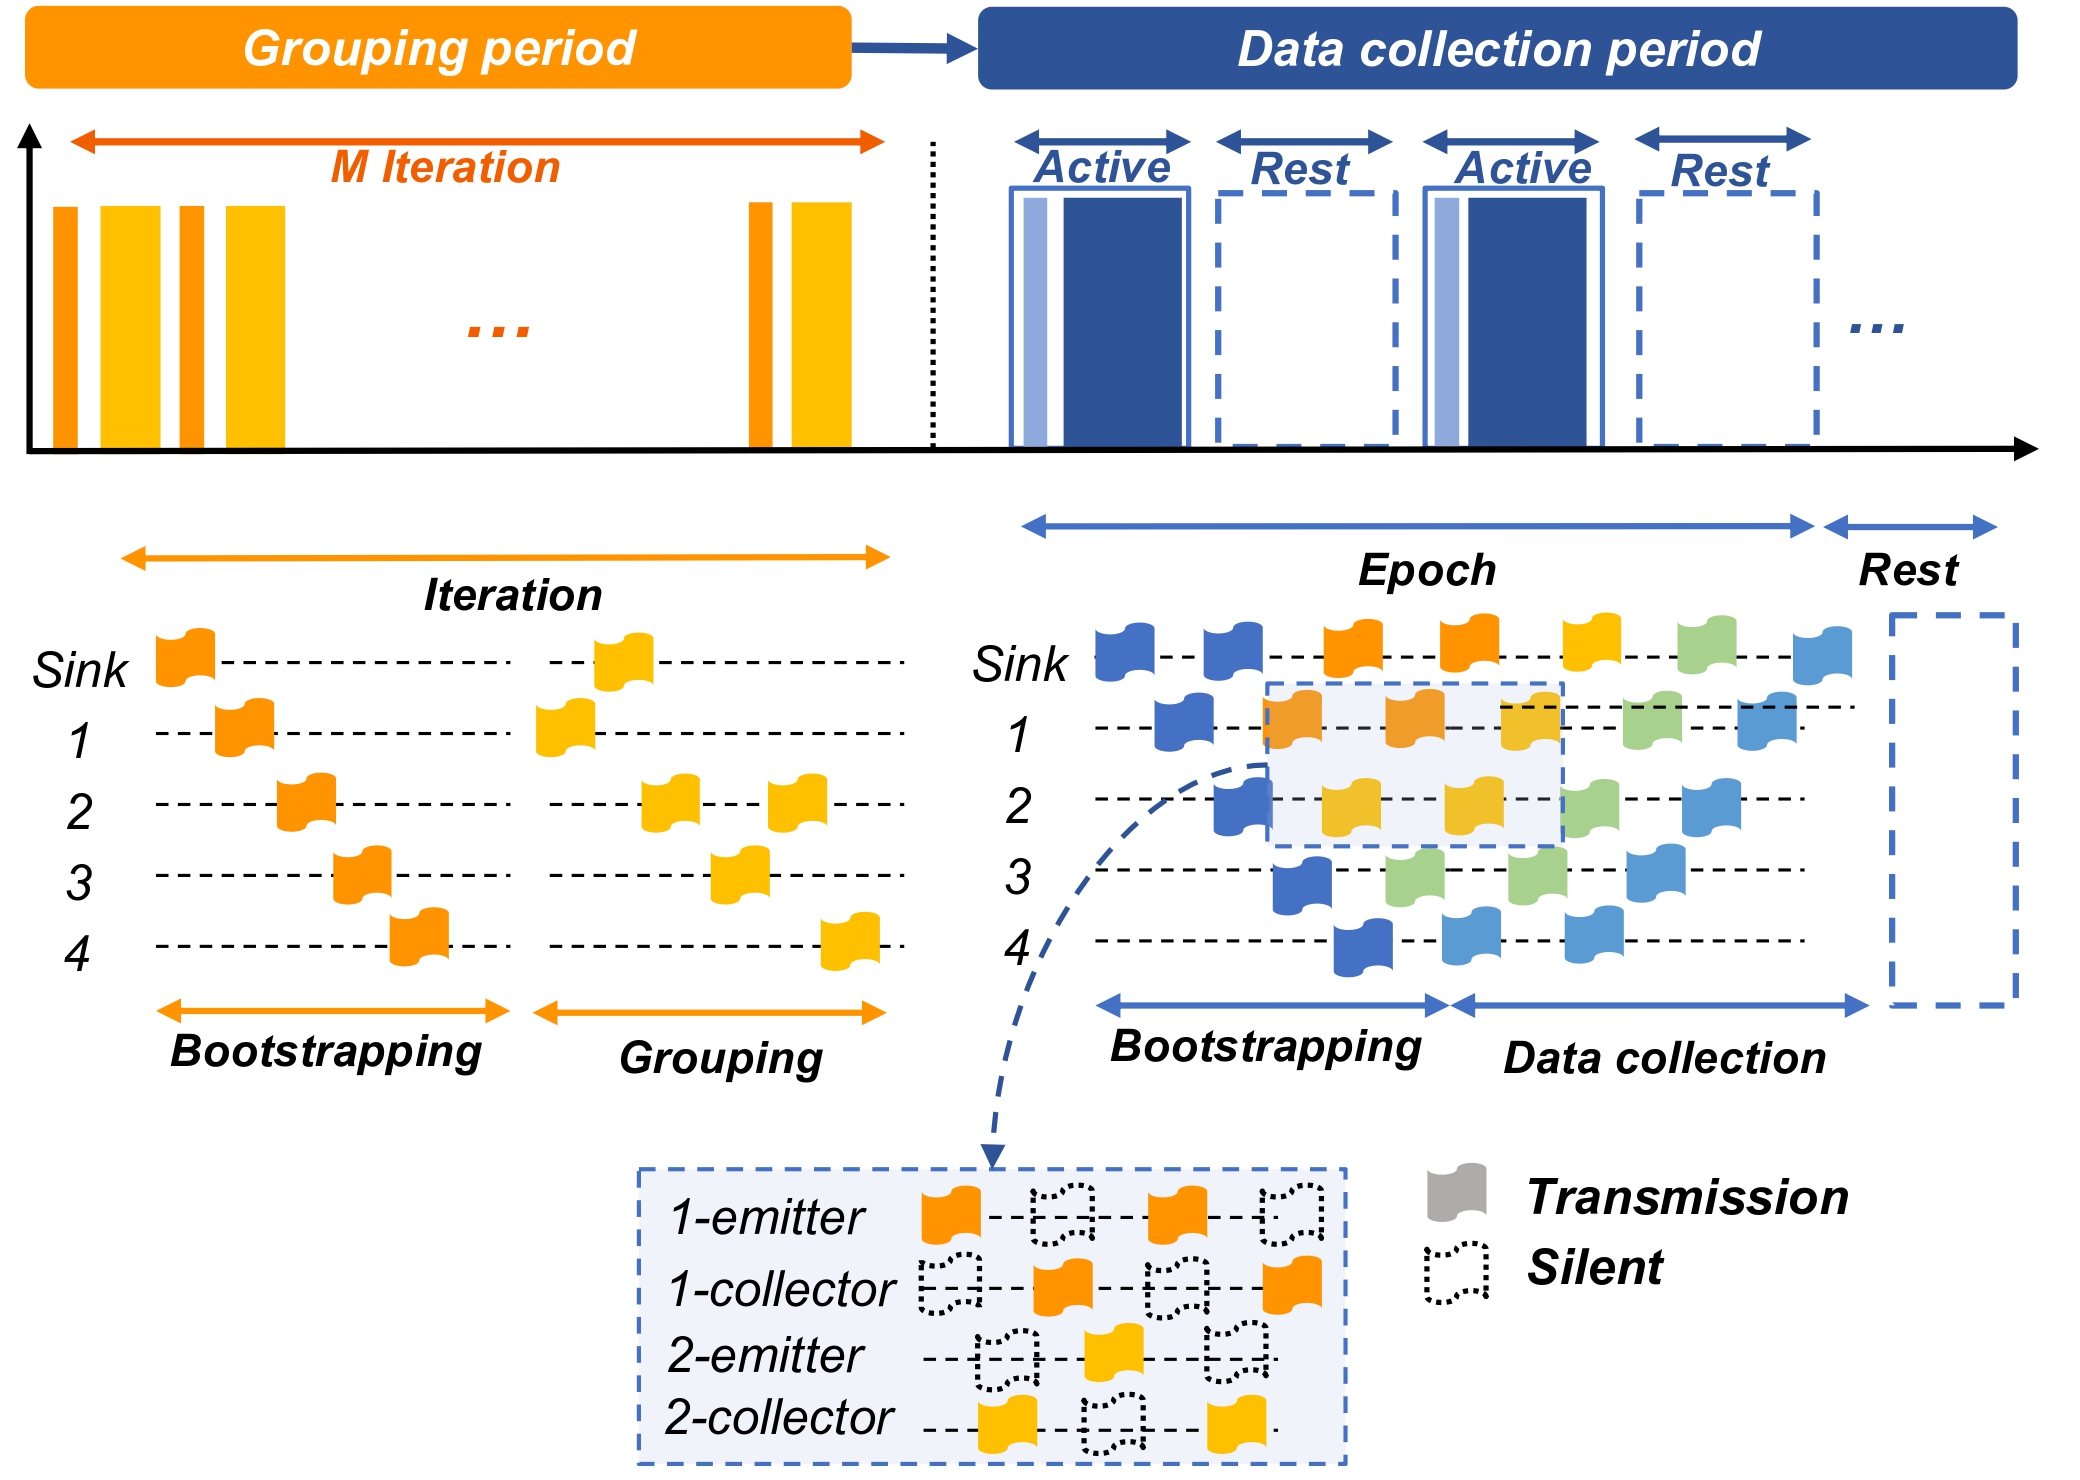 Grouping period
Data collection period
M Iteration
Active
Rest
Active
Rest
...
...
Iteration
Epoch
Rest
Sink
1
2
3
4
Sink
1
2
3
4
Bootstrapping
Grouping
Bootstrapping
Data collection
1-emitter
1-collector
2-emitter
2-collector
Transmission
Silent